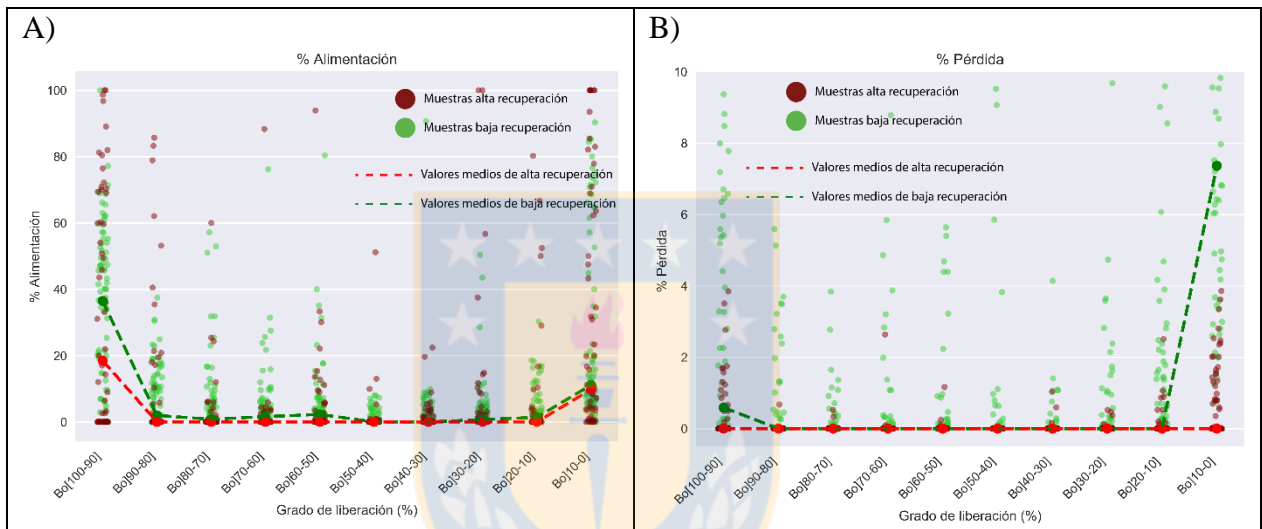 A)
% Alimentación
100
80
60
40
20
0
% Alimentación
Muestras alta recuperación
Muestras baja recuperación
Valores medios de alta recuperación
Valores medios de baja recuperación
Bo[100-90]
Bo]90-80]
Bo]80-70]
Bo]70-60]
Bo]60-50]
Bo]50-40]
Bo]40-30]
Bo]30-20]
Bo]20-10]
Bo]10-0]
Grado de liberación (%)
B)
% Pérdida
10
8
6
4
2
0
% Pérdida
Muestras alta recuperación
Muestras baja recuperación
Valores medios de alta recuperación
Valores medios de baja recuperación
Bo[100-90]
Bo]90-80]
Bo]80-70]
Bo]70-60]
Bo]60-50]
Bo]50-40]
Bo]40-30]
Bo]30-20]
Bo]20-10]
Bo]10-0]
Grado de liberación (%)